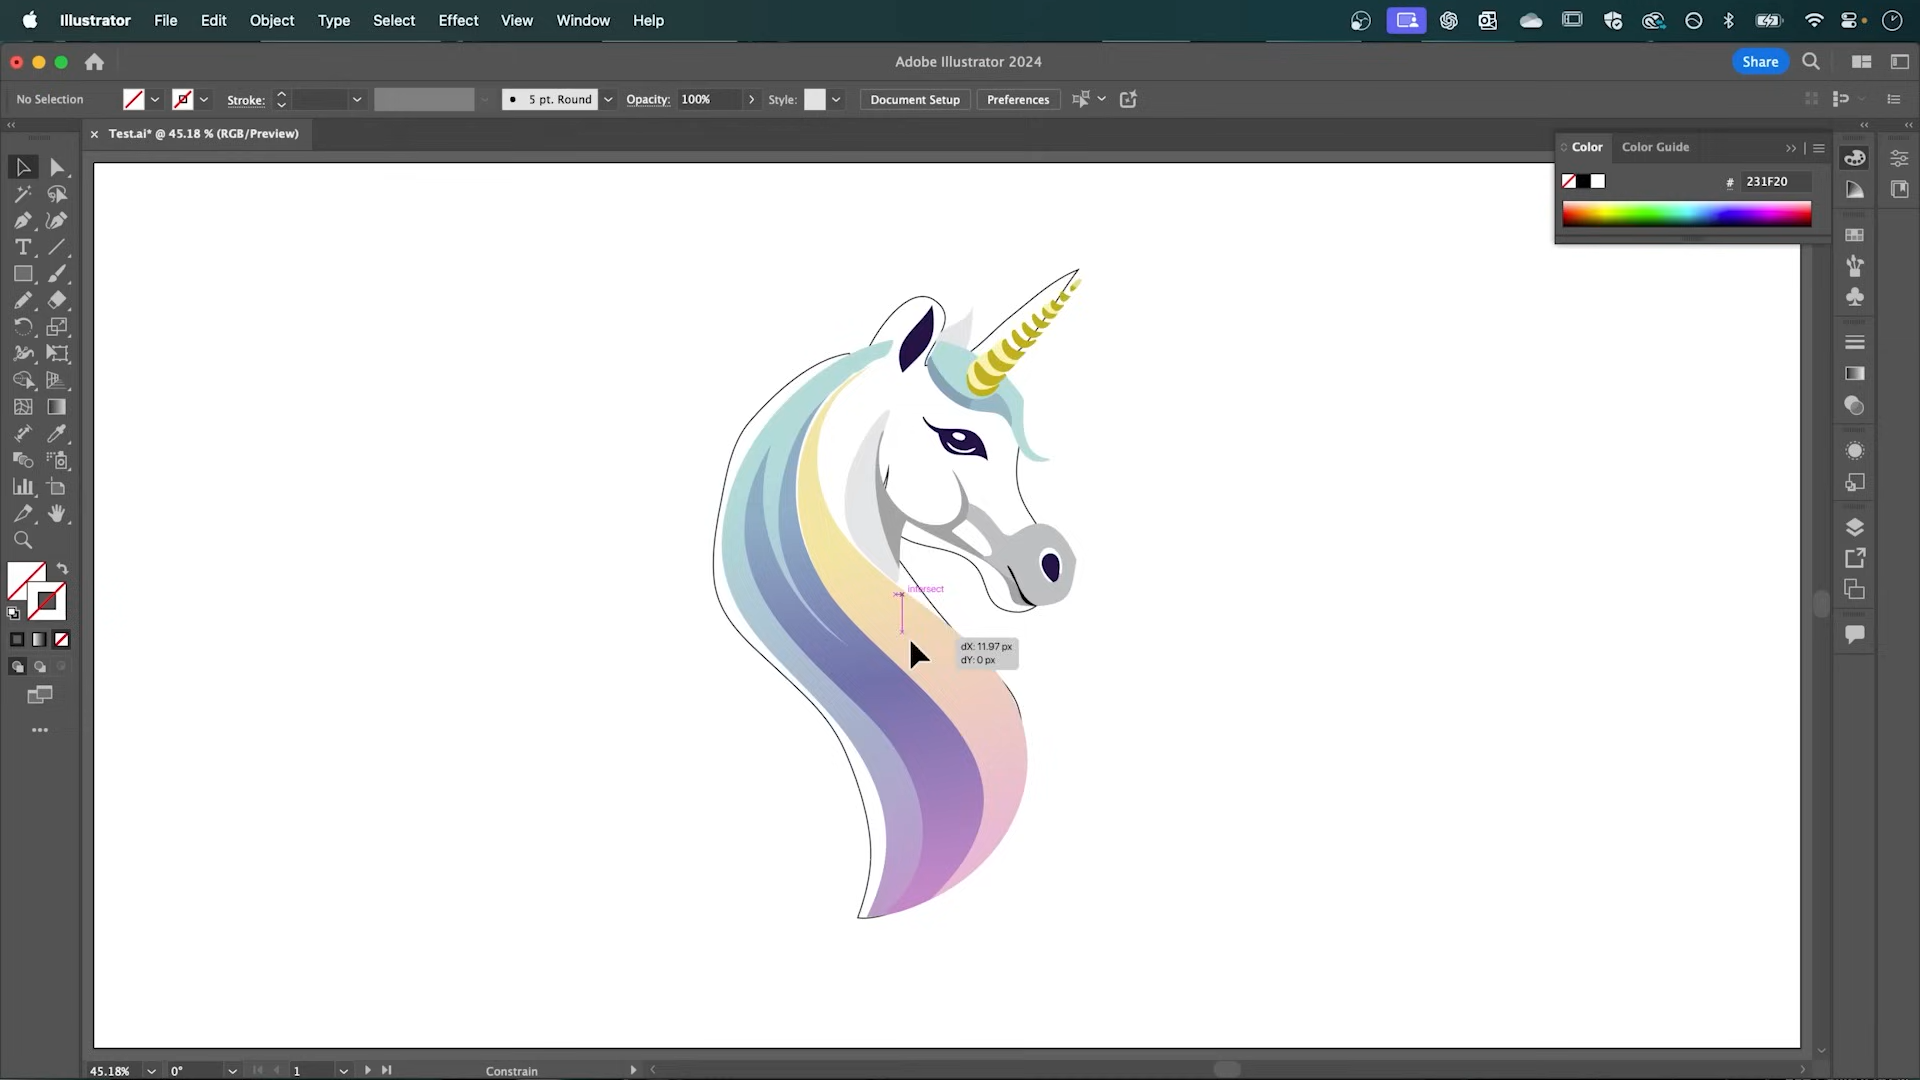 Illustrator File Edit Object Type Select Effect View Window Help
Adobe Illustrator 2024
Share
No Selection
Stroke:
5 pt. Round
Opacity: 100%
Style:
Document Setup
Preferences
Test.ai* @ 45.18 % (RGB/Preview)
Color Color Guide
# 231F20
intersect
dX: 11.97 px
dY: 0 px
45.18% 0° 1 Constrain